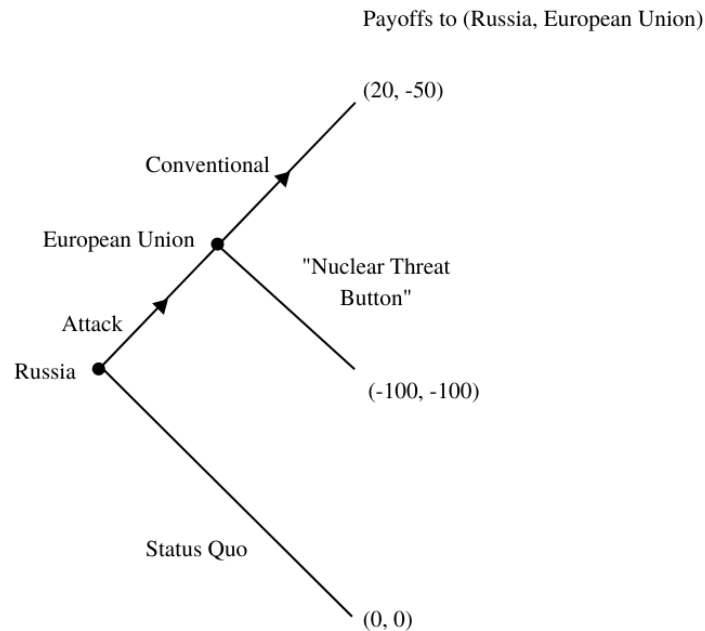 Payoffs to (Russia, European Union)
(20, -50)
Conventional
European Union
"Nuclear Threat
Button"
Attack
Russia
(-100, -100)
Status Quo
(0, 0)